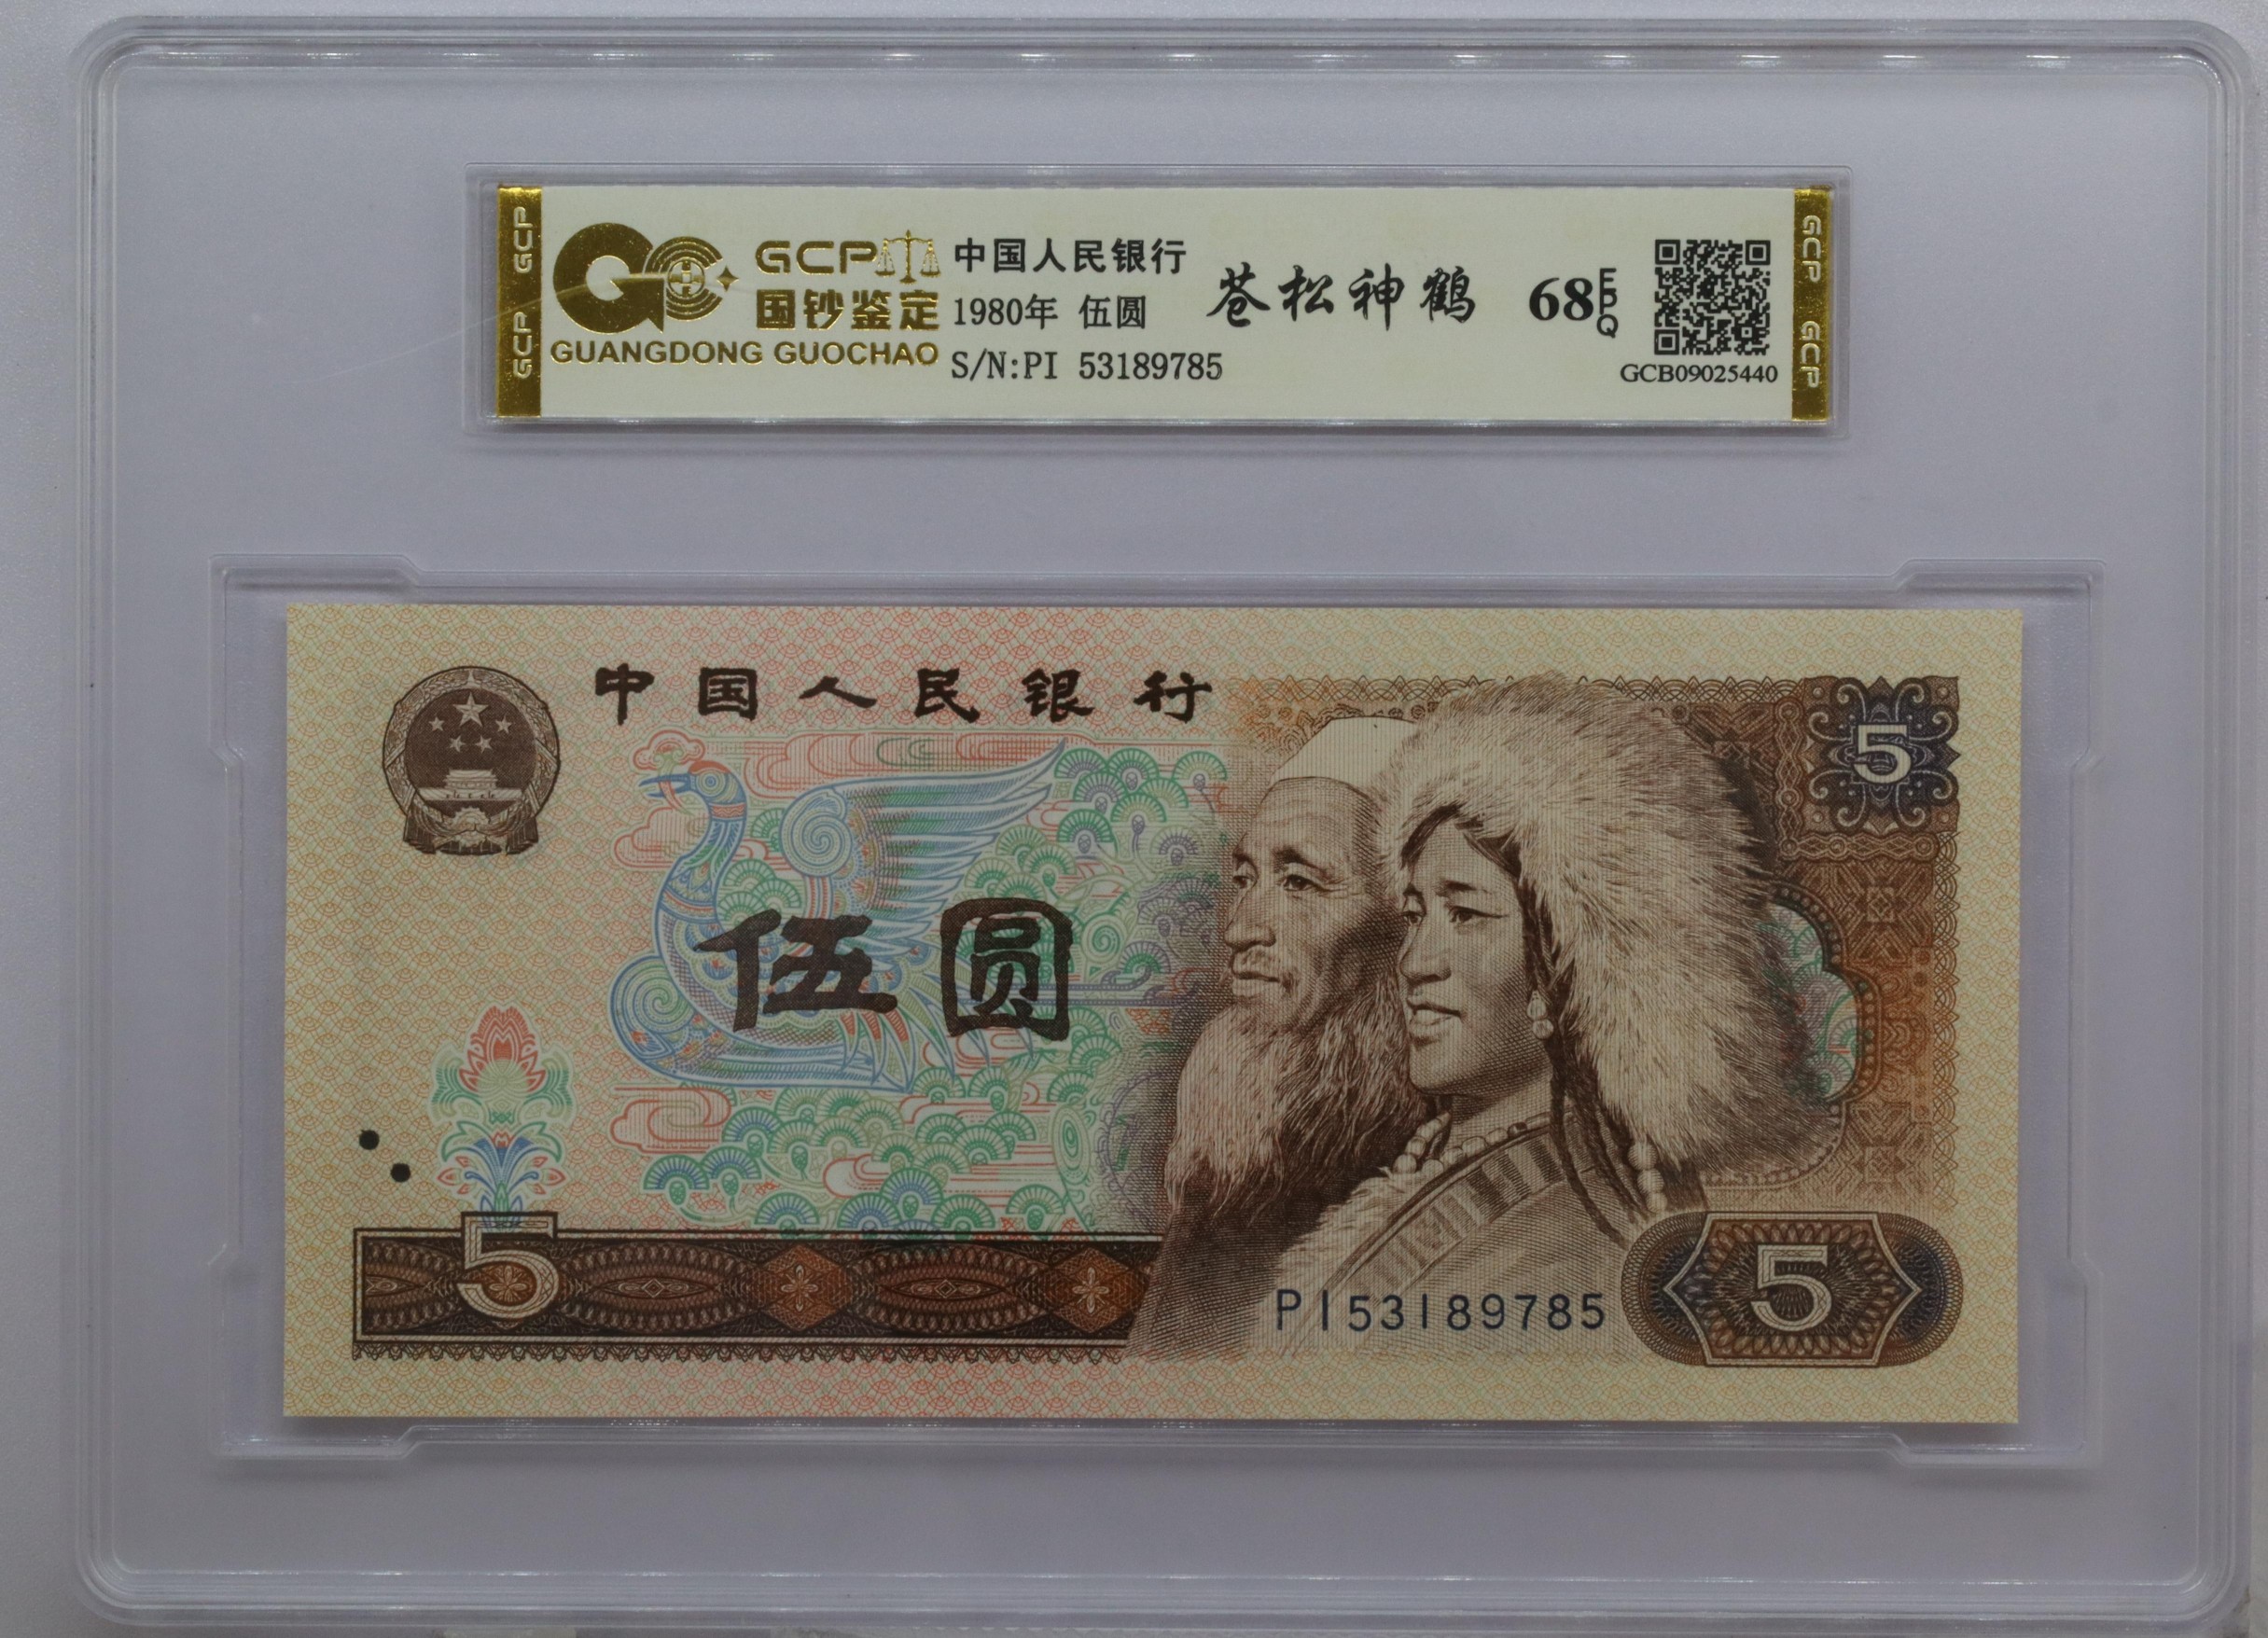 GCP GCP
GCP
国钞鉴定
GUANGDONG GUOCHAO
中国人民银行
1980年 伍圆
S/N:PI 53189785
苍松神鹤
68 EPQ
GCB09025440
GCP GCP
中国人民银行
5
伍圆
5
PI53189785
5